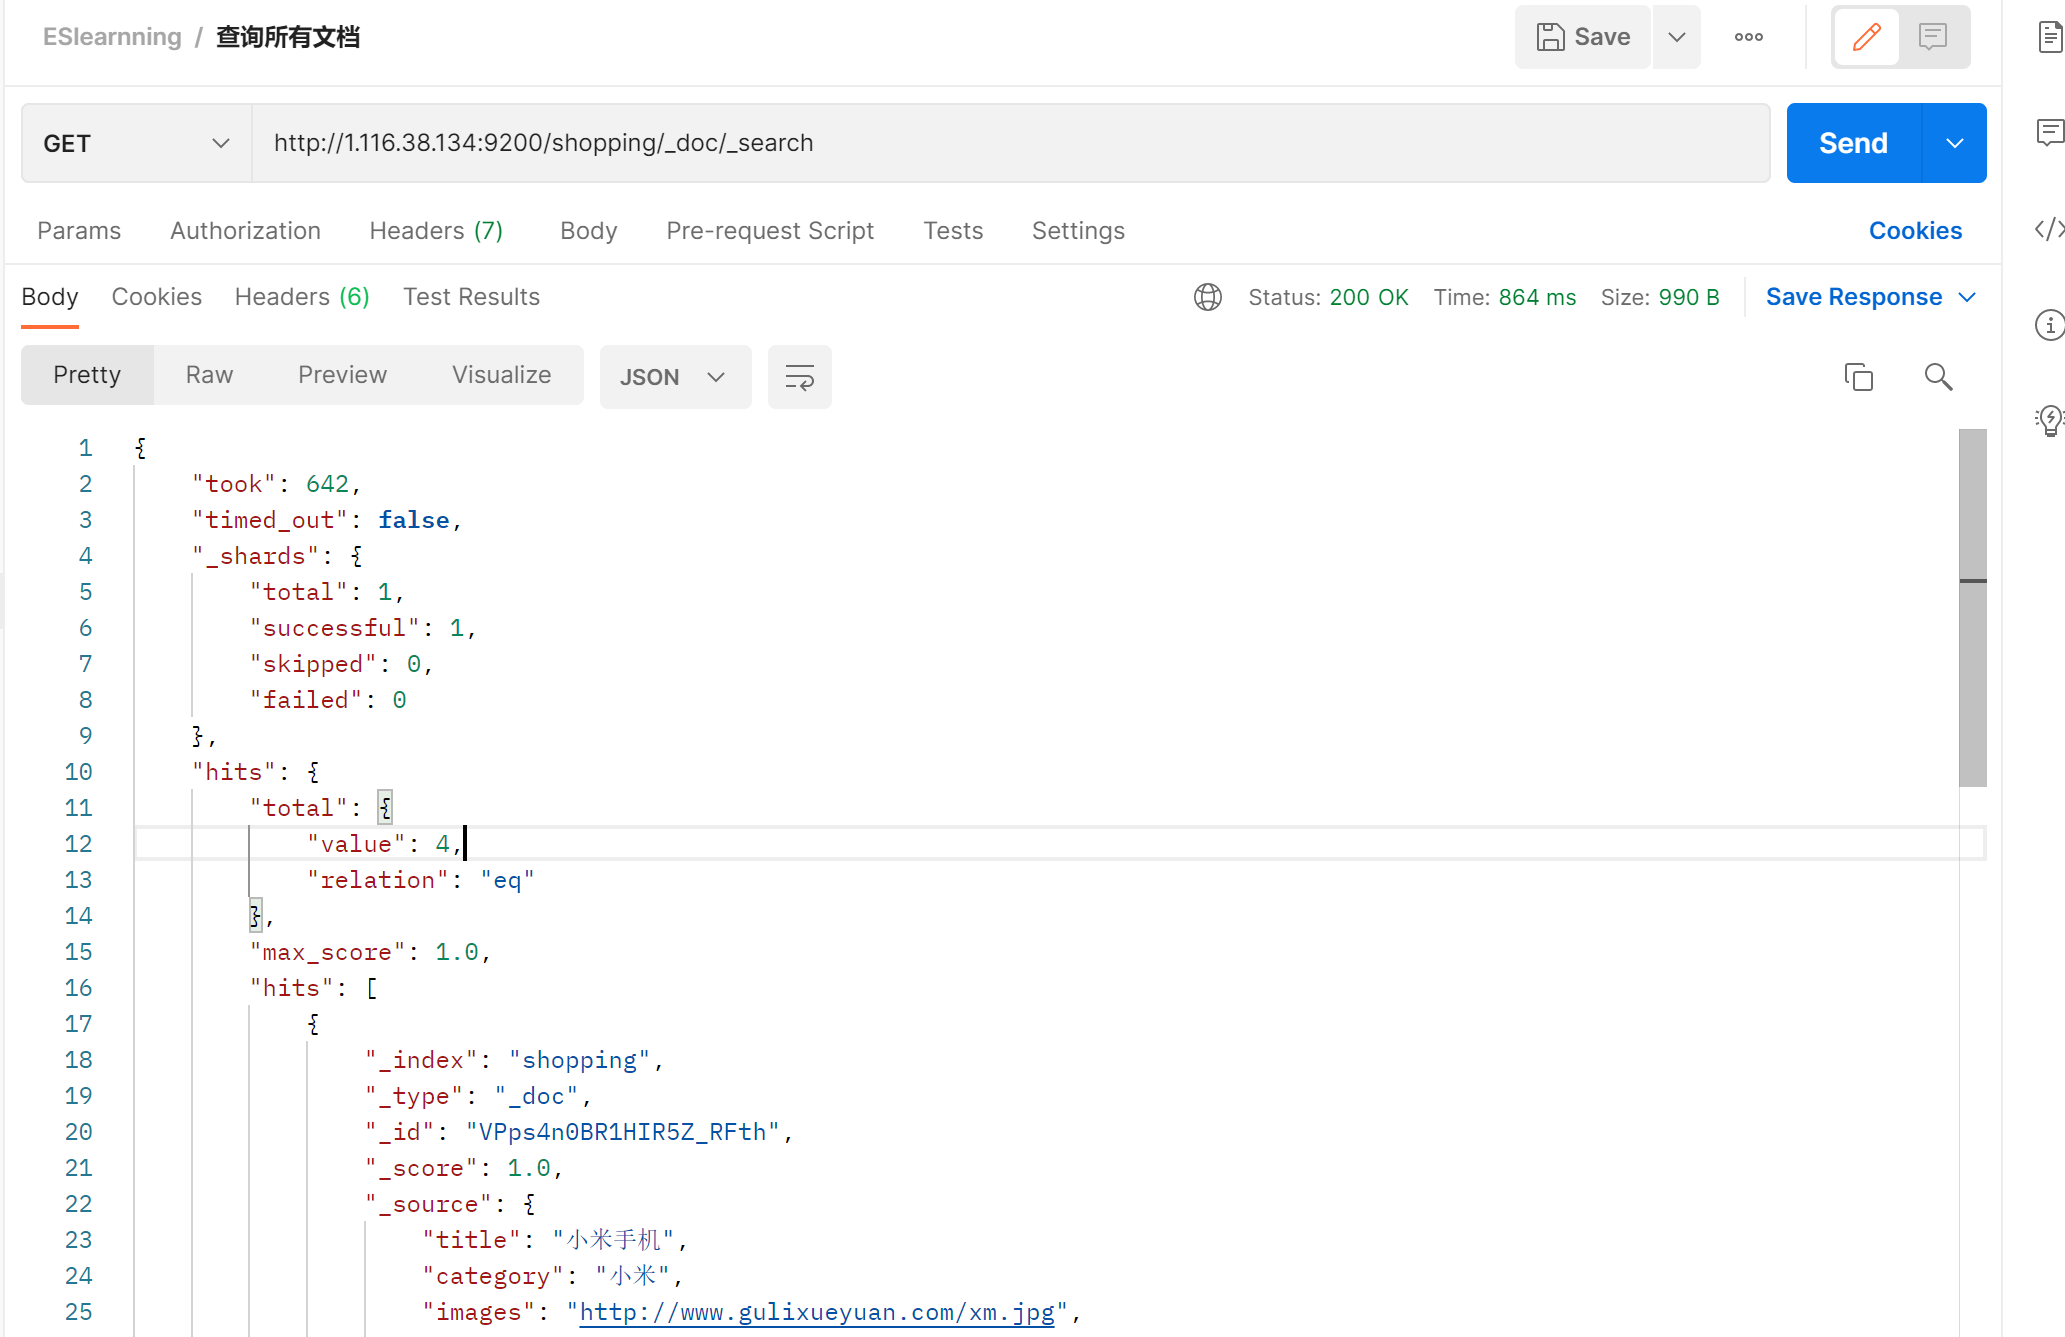 ESlearnning / 查询所有文档 Save
GET http://1.116.38.134:9200/shopping/_doc/_search Send
Params Authorization Headers (7) Body Pre-request Script Tests Settings Cookies
Body Cookies Headers (6) Test Results Status: 200 OK Time: 864 ms Size: 990 B Save Response
Pretty Raw Preview Visualize JSON
1 {
2 "took": 642,
3 "timed_out": false,
4 "_shards": {
5 "total": 1,
6 "successful": 1,
7 "skipped": 0,
8 "failed": 0
9 },
10 "hits": {
11 "total": {
12 "value": 4,
13 "relation": "eq"
14 },
15 "max_score": 1.0,
16 "hits": [
17 {
18 "_index": "shopping",
19 "_type": "_doc",
20 "_id": "VPps4n0BR1HIR5Z_RFth",
21 "_score": 1.0,
22 "_source": {
23 "title": "小米手机",
24 "category": "小米",
25 "images": "http://www.gulixueyuan.com/xm.jpg",